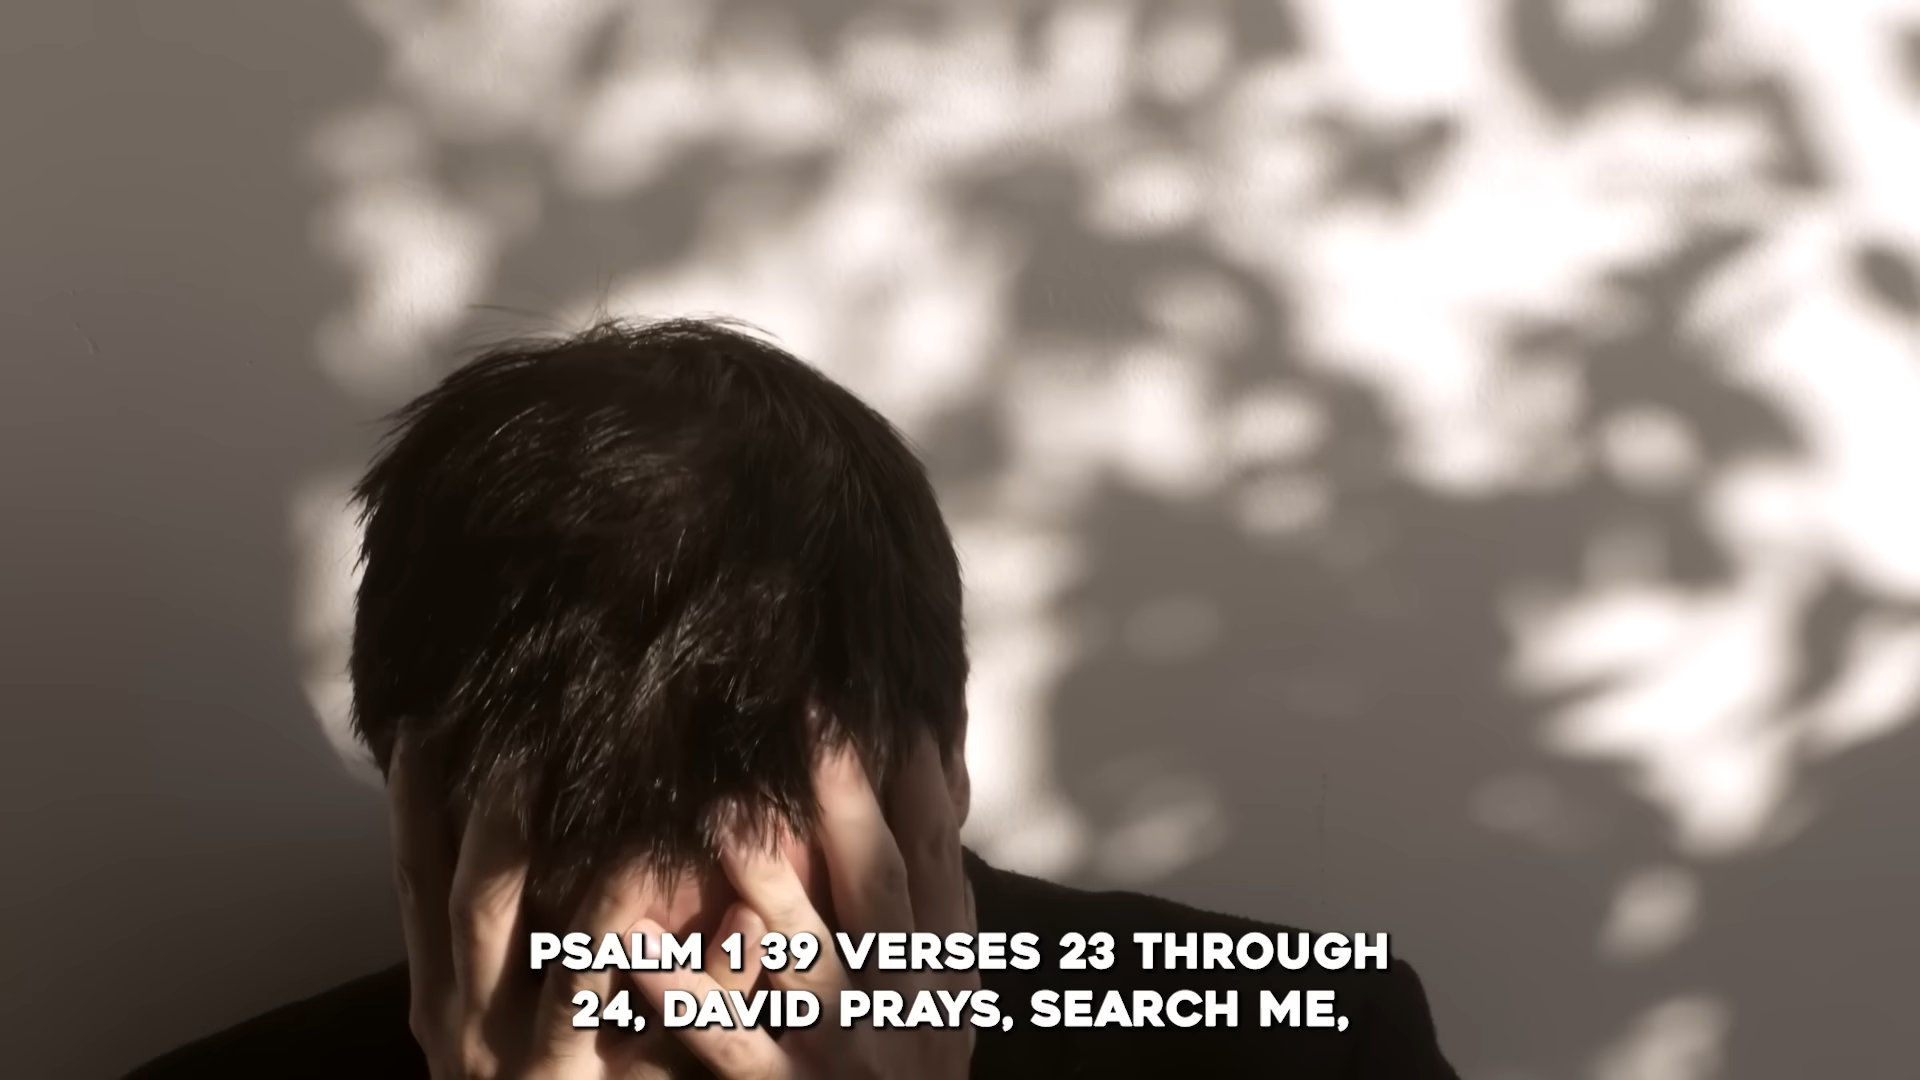 PSALM 1 39 VERSES 23 THROUGH
24, DAVID PRAYS, SEARCH ME,